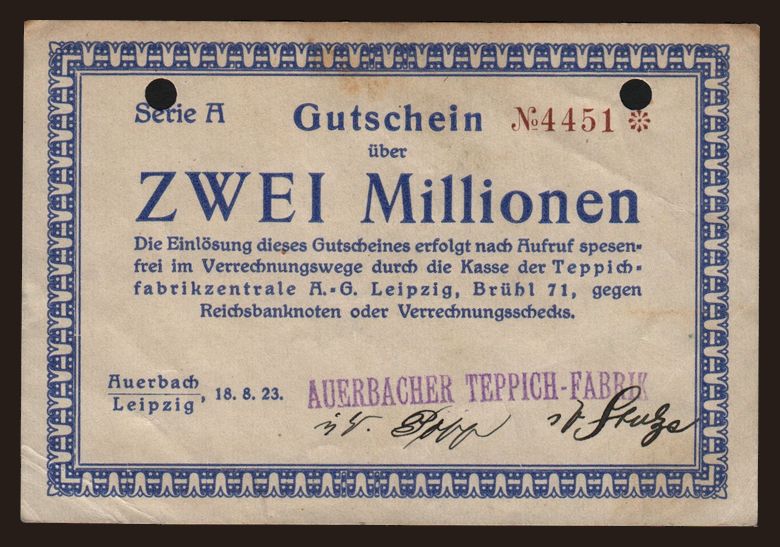 Serie A Gutschein №4451 ※
über
ZWEI Millionen
Die Einlösung dieses Gutscheines erfolgt nach Aufruf spesen-
frei im Verrechnungswege durch die Kasse der Teppich-
fabrikzentrale A.-G. Leipzig, Brühl 71, gegen
Reichsbanknoten oder Verrechnungsschecks.
Auerbach
Leipzig, 18. 8. 23. AUERBACHER TEPPICH-FABRIK